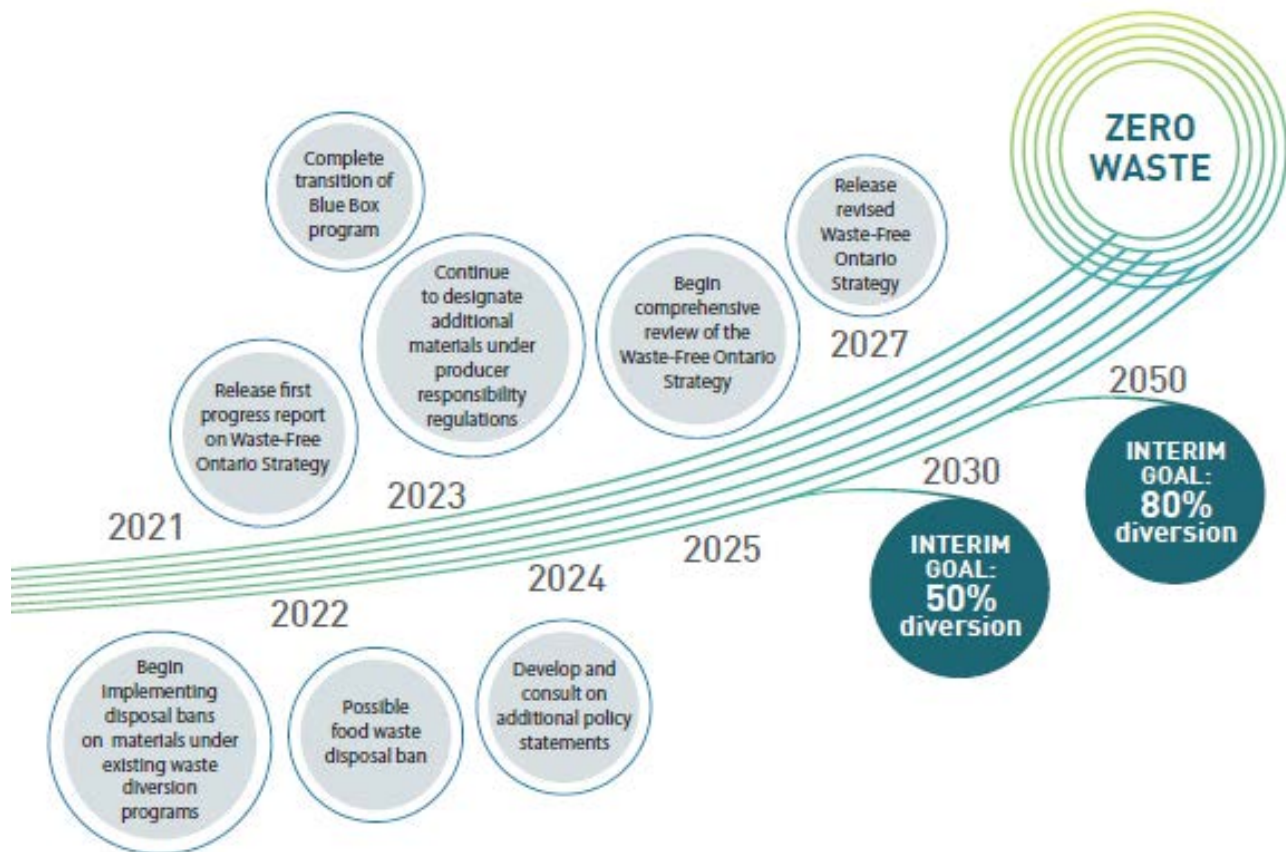 ZERO
WASTE
Complete
transition of
Blue Box
program
Release
revised
Waste-Free
Ontario
Strategy
Continue
to designate
additional
materials under
producer
responsibility
regulations
Begin
comprehensive
review of the
Waste-Free Ontario
Strategy
2027
Release first
progress report
on Waste-Free
Ontario Strategy
2050
INTERIM
GOAL:
80%
diversion
2030
2023
2021
2025
INTERIM
GOAL:
50%
diversion
2024
2022
Begin
implementing
disposal bans
on materials under
existing waste
diversion
programs
Possible
food waste
disposal ban
Develop and
consult on
additional policy
statements